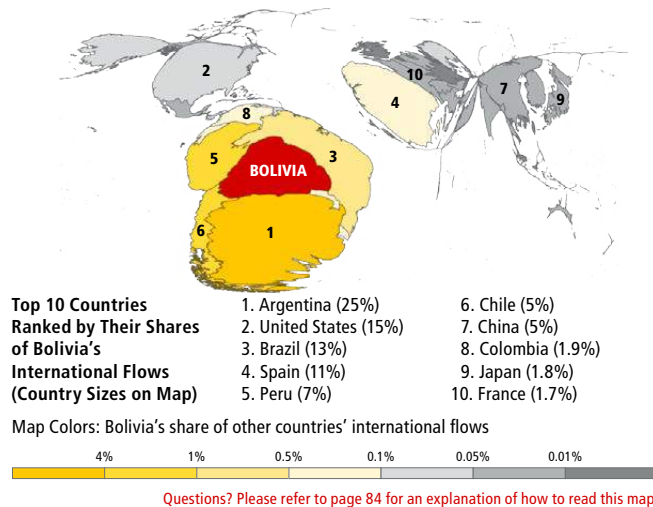 2
10
7
9
4
8
5
3
BOLIVIA
6
1
Top 10 Countries
Ranked by Their Shares
of Bolivia's
International Flows
(Country Sizes on Map)
1. Argentina (25%)
2. United States (15%)
3. Brazil (13%)
4. Spain (11%)
5. Peru (7%)
6. Chile (5%)
7. China (5%)
8. Colombia (1.9%)
9. Japan (1.8%)
10. France (1.7%)
Map Colors: Bolivia's share of other countries' international flows
4% 1% 0.5% 0.1% 0.05% 0.01%
Questions? Please refer to page 84 for an explanation of how to read this map